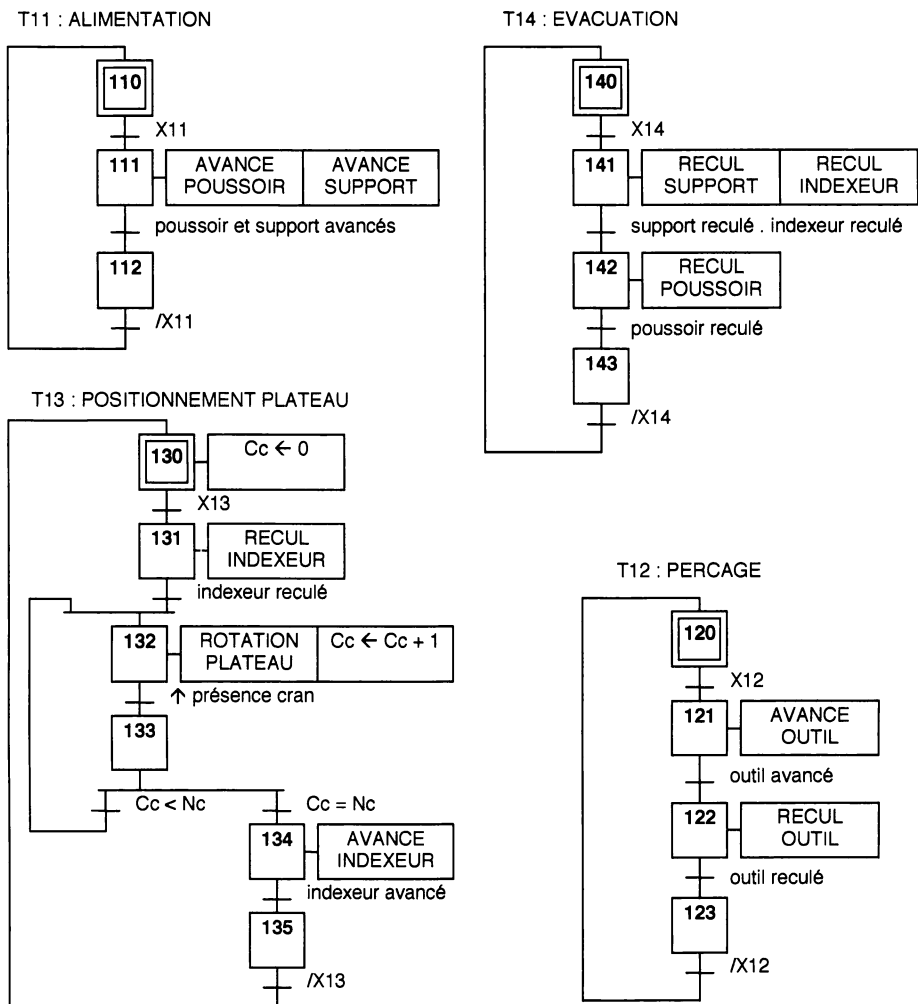 T11 : ALIMENTATION
110
X11
111
AVANCE POUSSOIR
AVANCE SUPPORT
poussoir et support avancés
112
/X11
T14 : EVACUATION
140
X14
141
RECUL SUPPORT
RECUL INDEXEUR
support reculé . indexeur reculé
142
RECUL POUSSOIR
poussoir reculé
143
/X14
T13 : POSITIONNEMENT PLATEAU
130
Cc ← 0
X13
131
RECUL INDEXEUR
indexeur reculé
132
ROTATION PLATEAU
Cc ← Cc + 1
↑ présence cran
133
Cc < Nc
Cc = Nc
134
AVANCE INDEXEUR
indexeur avancé
135
/X13
T12 : PERCAGE
120
X12
121
AVANCE OUTIL
outil avancé
122
RECUL OUTIL
outil reculé
123
/X12